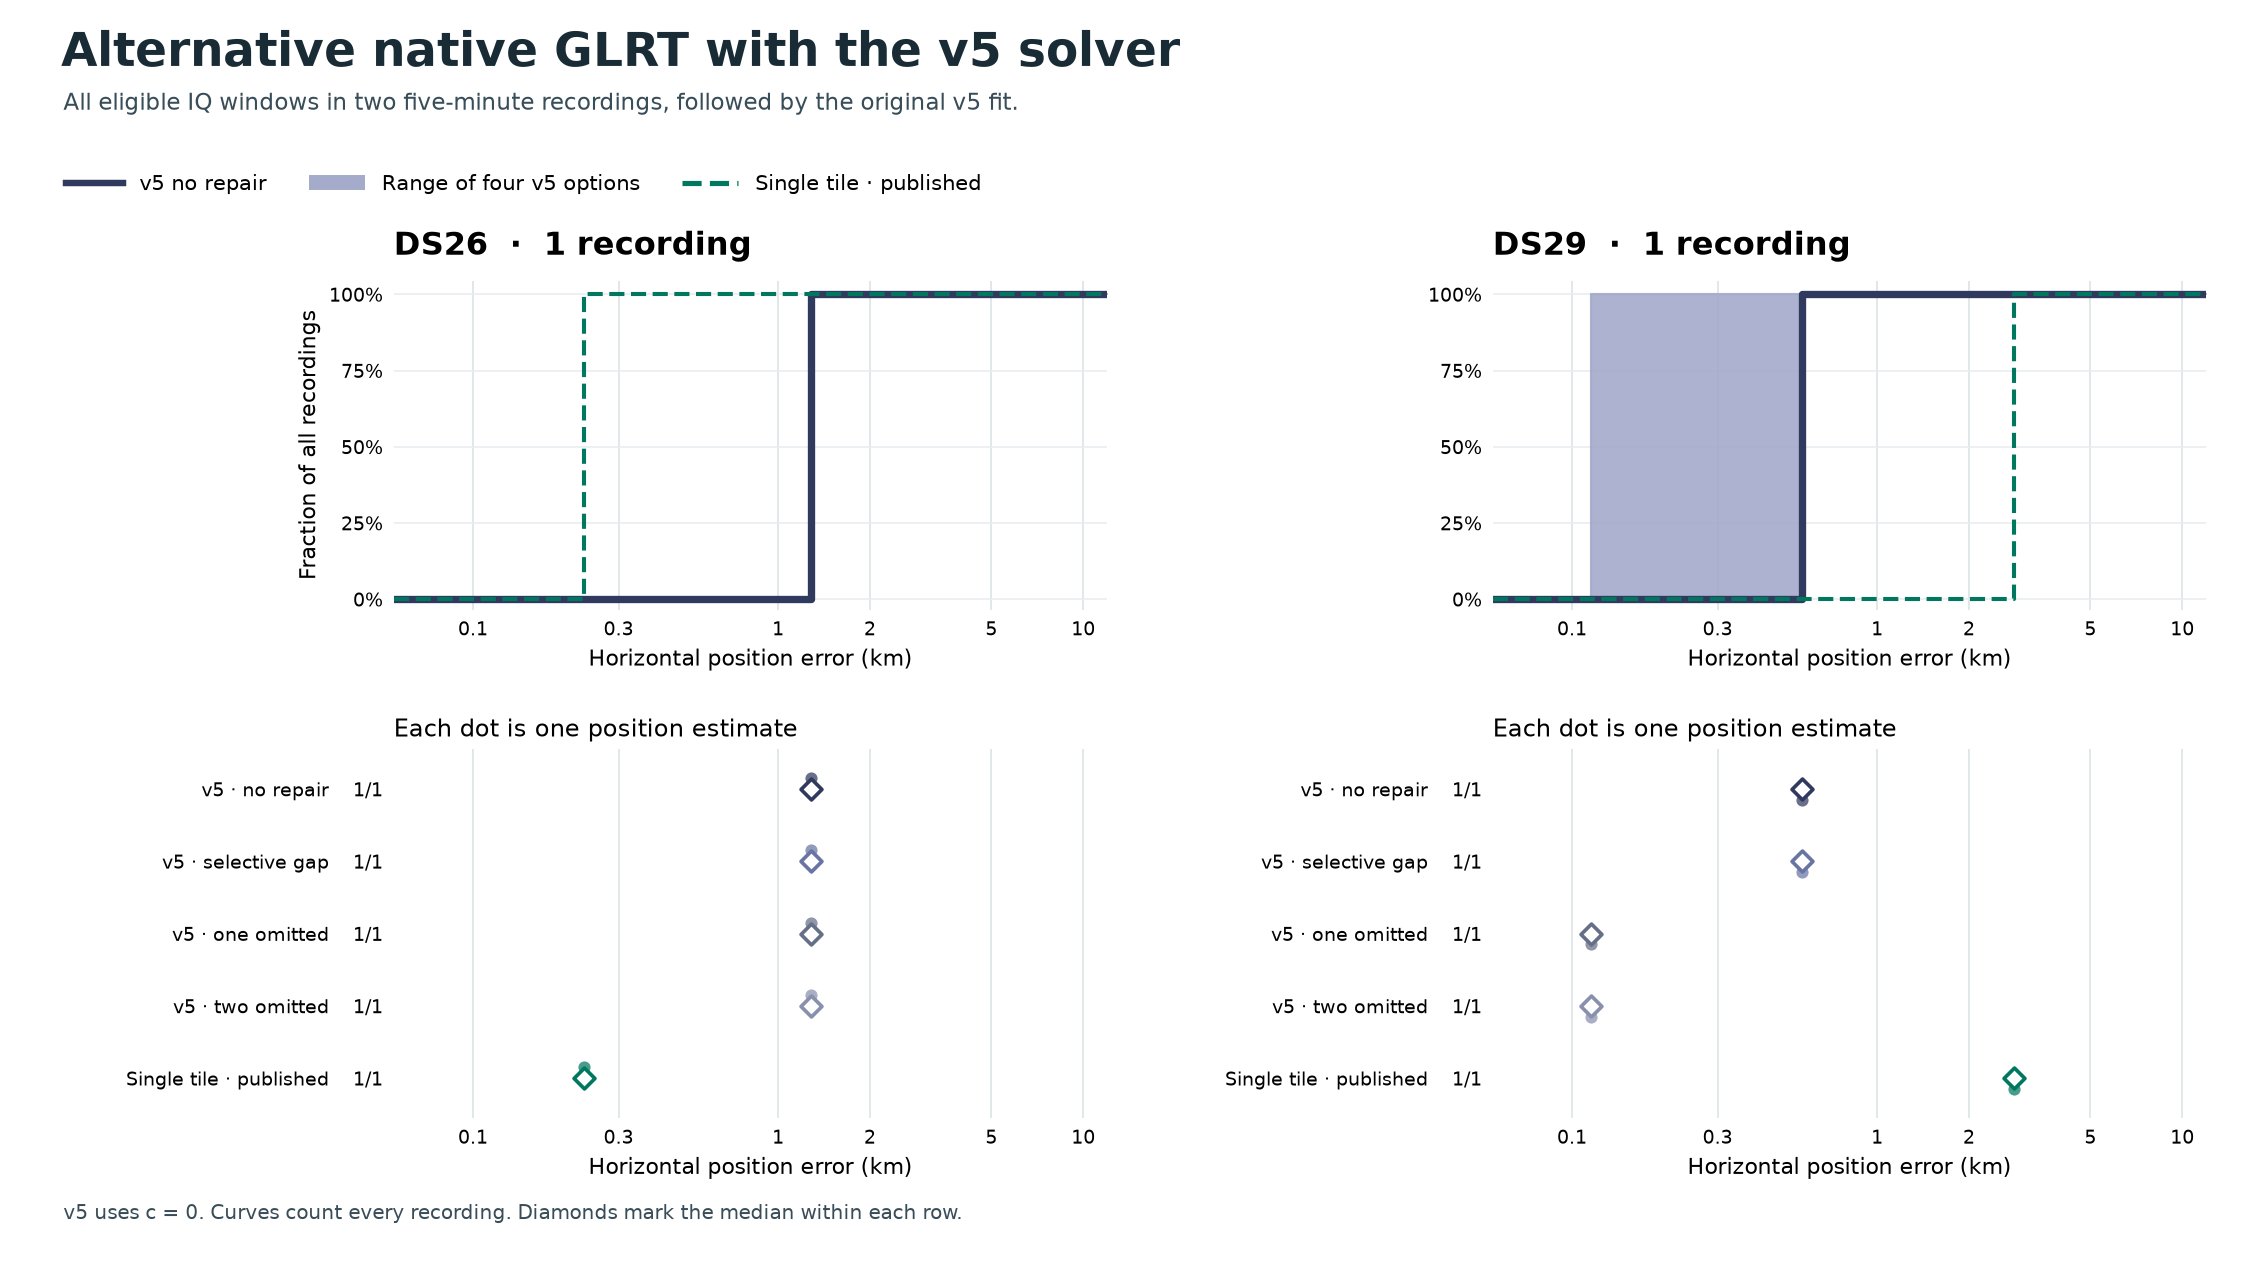 Alternative native GLRT with the v5 solver
All eligible IQ windows in two five-minute recordings, followed by the original v5 fit.
v5 no repair
Range of four v5 options
Single tile · published
DS26 · 1 recording
100%
75%
50%
25%
0%
Fraction of all recordings
0.1 0.3 1 2 5 10
Horizontal position error (km)
DS29 · 1 recording
100%
75%
50%
25%
0%
0.1 0.3 1 2 5 10
Horizontal position error (km)
Each dot is one position estimate
v5 · no repair 1/1
v5 · selective gap 1/1
v5 · one omitted 1/1
v5 · two omitted 1/1
Single tile · published 1/1
0.1 0.3 1 2 5 10
Horizontal position error (km)
Each dot is one position estimate
v5 · no repair 1/1
v5 · selective gap 1/1
v5 · one omitted 1/1
v5 · two omitted 1/1
Single tile · published 1/1
0.1 0.3 1 2 5 10
Horizontal position error (km)
v5 uses c = 0. Curves count every recording. Diamonds mark the median within each row.